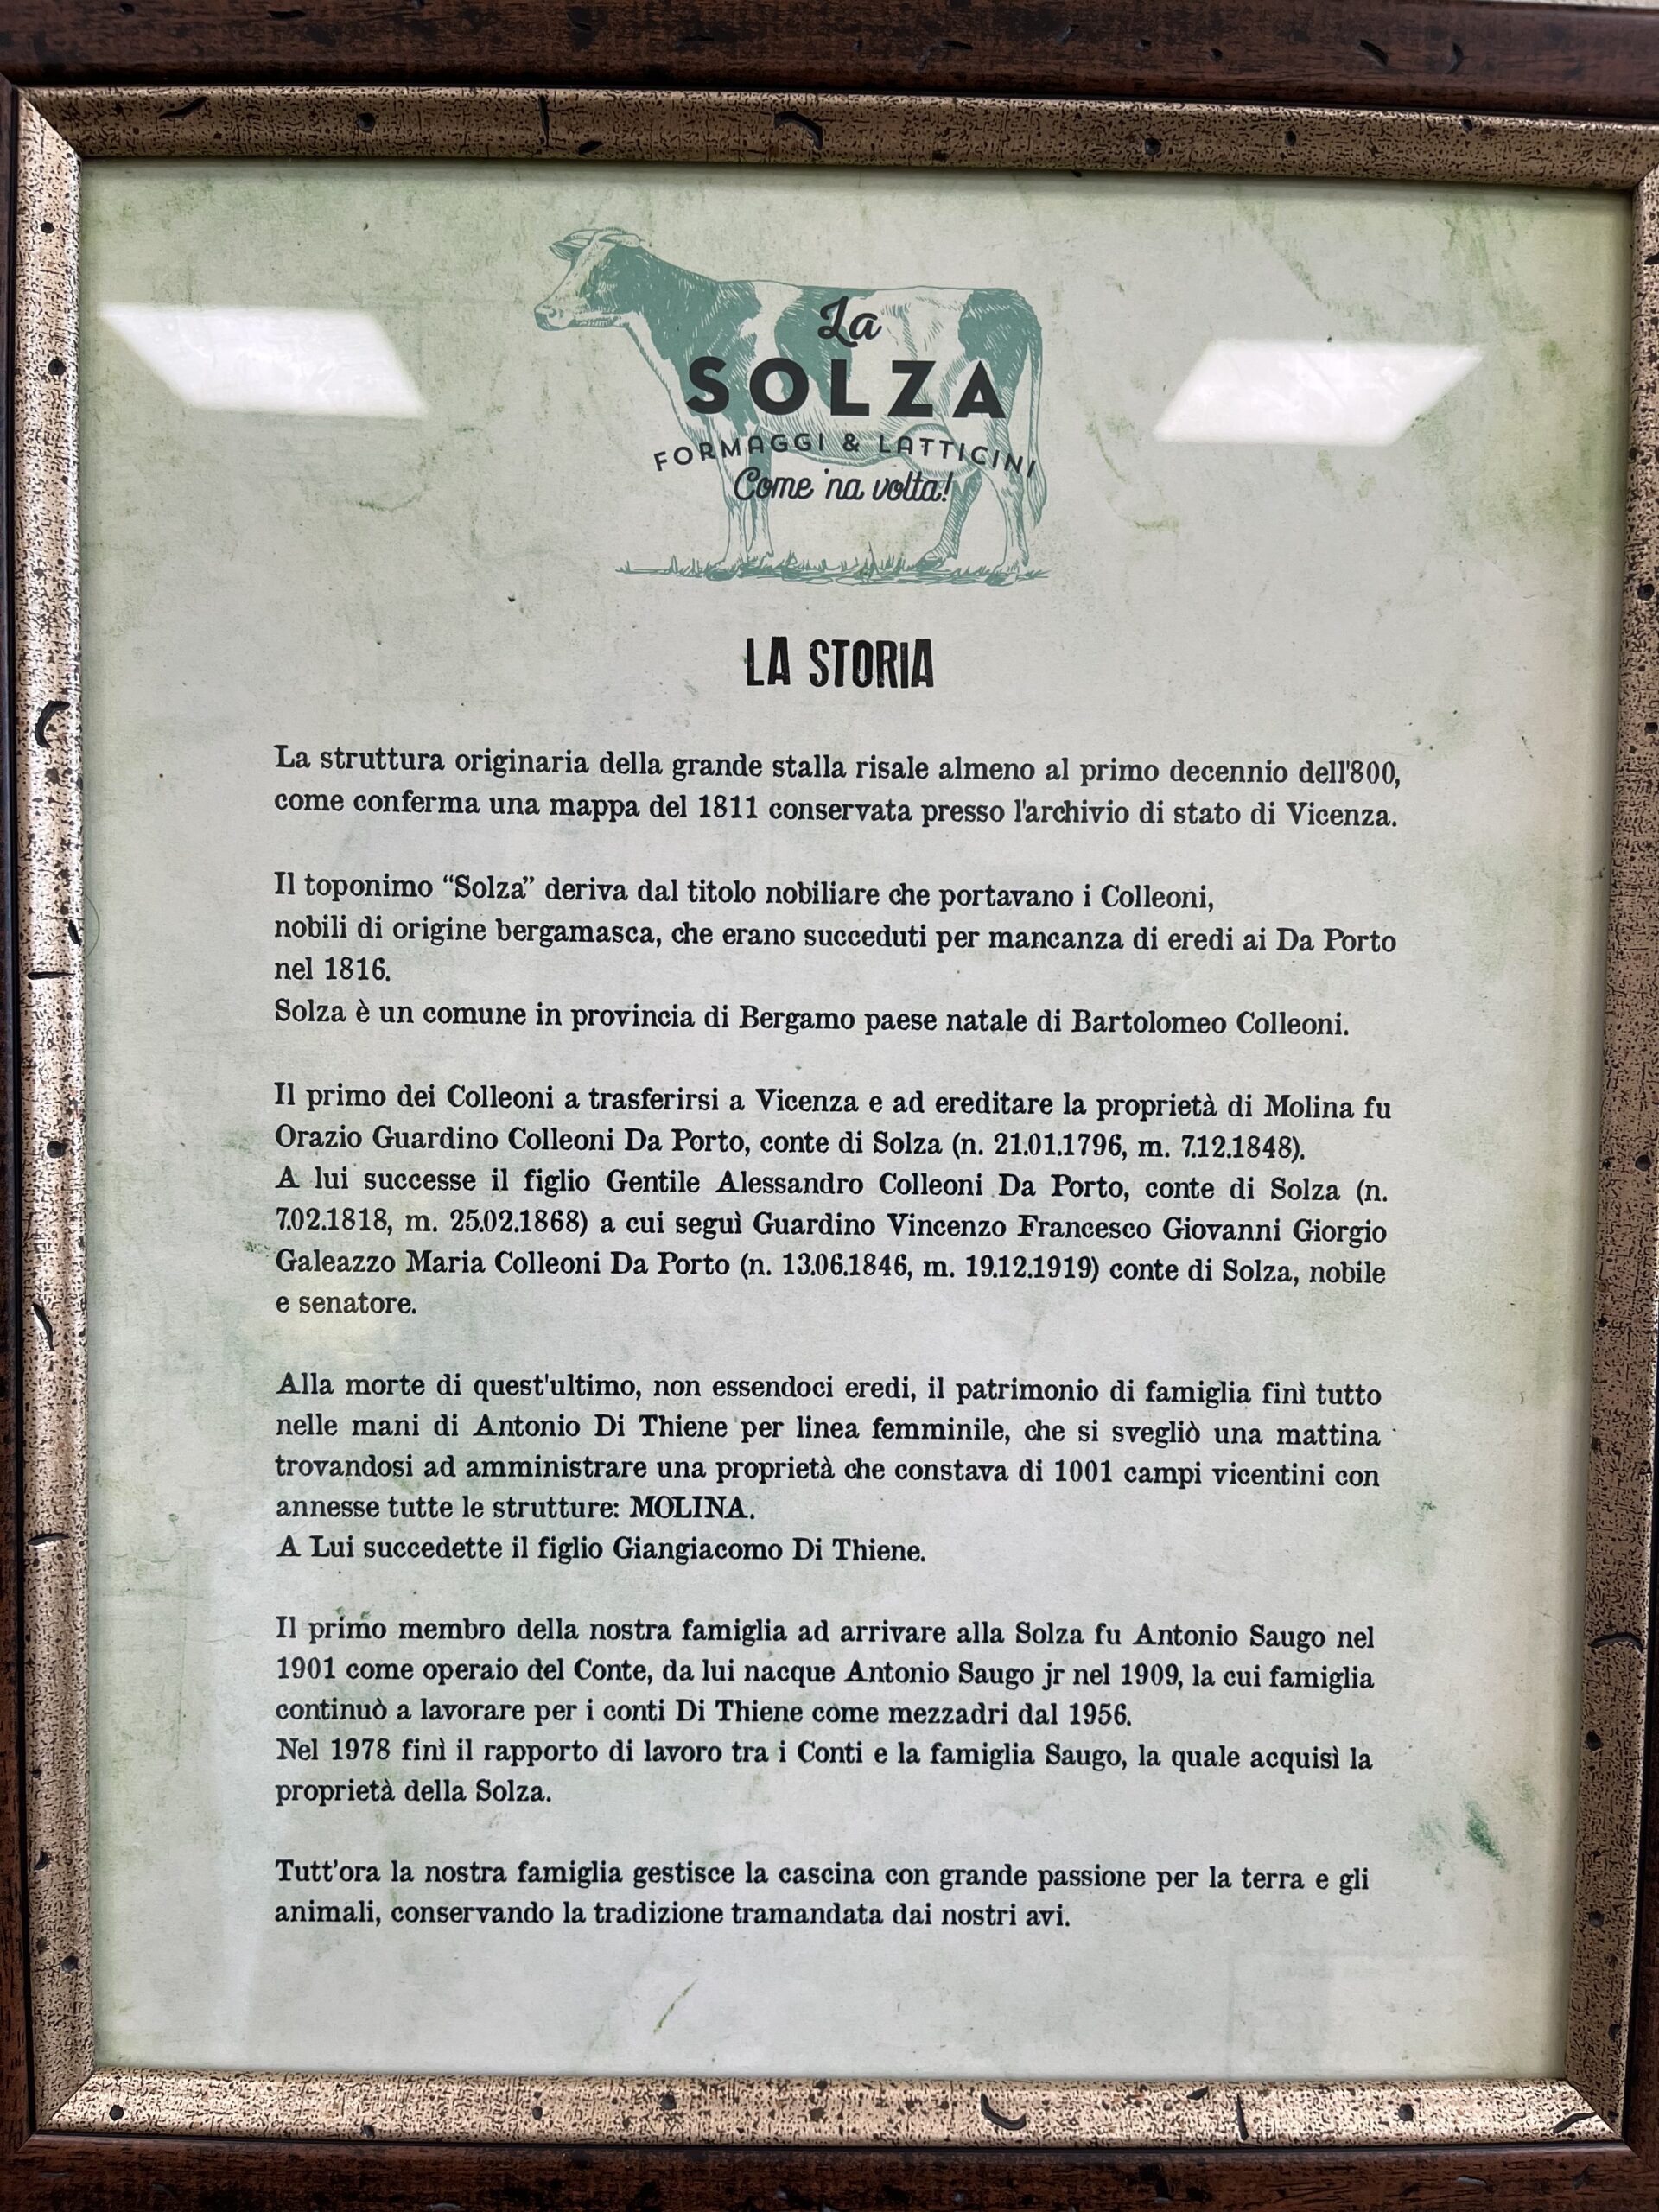 La
SOLZA
FORMAGGI & LATTICINI
Come 'na volta!
LA STORIA
La struttura originaria della grande stalla risale almeno al primo decennio dell'800,
come conferma una mappa del 1811 conservata presso l'archivio di stato di Vicenza.
Il toponimo “Solza” deriva dal titolo nobiliare che portavano i Colleoni,
nobili di origine bergamasca, che erano succeduti per mancanza di eredi ai Da Porto
nel 1816.
Solza è un comune in provincia di Bergamo paese natale di Bartolomeo Colleoni.
Il primo dei Colleoni a trasferirsi a Vicenza e ad ereditare la proprietà di Molina fu
Orazio Guardino Colleoni Da Porto, conte di Solza (n. 21.01.1796, m. 7.12.1848).
A lui successe il figlio Gentile Alessandro Colleoni Da Porto, conte di Solza (n.
7.02.1818, m. 25.02.1868) a cui seguì Guardino Vincenzo Francesco Giovanni Giorgio
Galeazzo Maria Colleoni Da Porto (n. 13.06.1846, m. 19.12.1919) conte di Solza, nobile
e senatore.
Alla morte di quest'ultimo, non essendoci eredi, il patrimonio di famiglia finì tutto
nelle mani di Antonio Di Thiene per linea femminile, che si svegliò una mattina
trovandosi ad amministrare una proprietà che constava di 1001 campi vicentini con
annesse tutte le strutture: MOLINA.
A Lui succedette il figlio Giangiacomo Di Thiene.
Il primo membro della nostra famiglia ad arrivare alla Solza fu Antonio Saugo nel
1901 come operaio del Conte, da lui nacque Antonio Saugo jr nel 1909, la cui famiglia
continuò a lavorare per i conti Di Thiene come mezzadri dal 1956.
Nel 1978 finì il rapporto di lavoro tra i Conti e la famiglia Saugo, la quale acquisì la
proprietà della Solza.
Tutt’ora la nostra famiglia gestisce la cascina con grande passione per la terra e gli
animali, conservando la tradizione tramandata dai nostri avi.